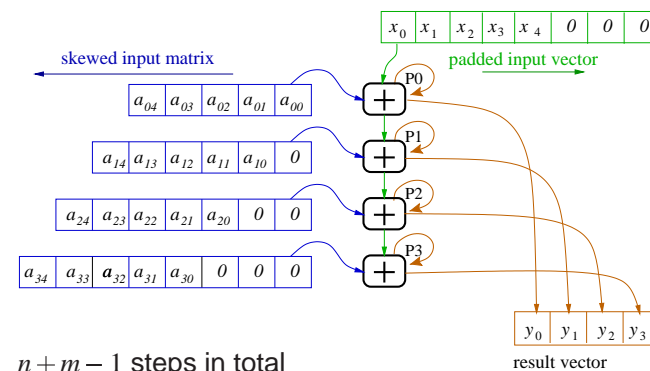 x0 x1 x2 x3 x4 0 0 0
skewed input matrix
padded input vector
P0
a04 a03 a02 a01 a00
+
P1
a14 a13 a12 a11 a10 0
+
P2
a24 a23 a22 a21 a20 0 0
+
P3
a34 a33 a32 a31 a30 0 0 0
+
y0 y1 y2 y3
n + m − 1 steps in total
result vector